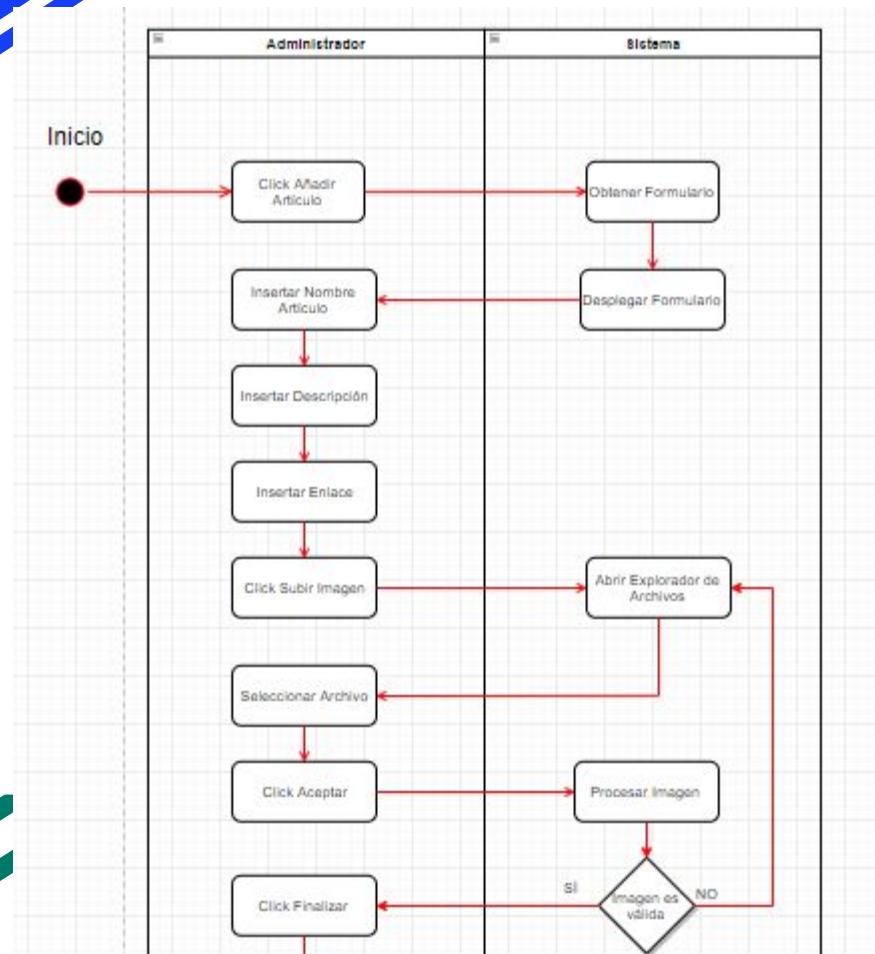 Administrador
Sistema
Inicio
Click Añadir
Artículo
Obtener Formulario
Insertar Nombre
Artículo
Desplegar Formulario
Insertar Descripción
Insertar Enlace
Click Subir Imagen
Abrir Explorador de
Archivos
Seleccionar Archivo
Click Aceptar
Procesar Imagen
SÍ
NO
Imagen es
válida
Click Finalizar